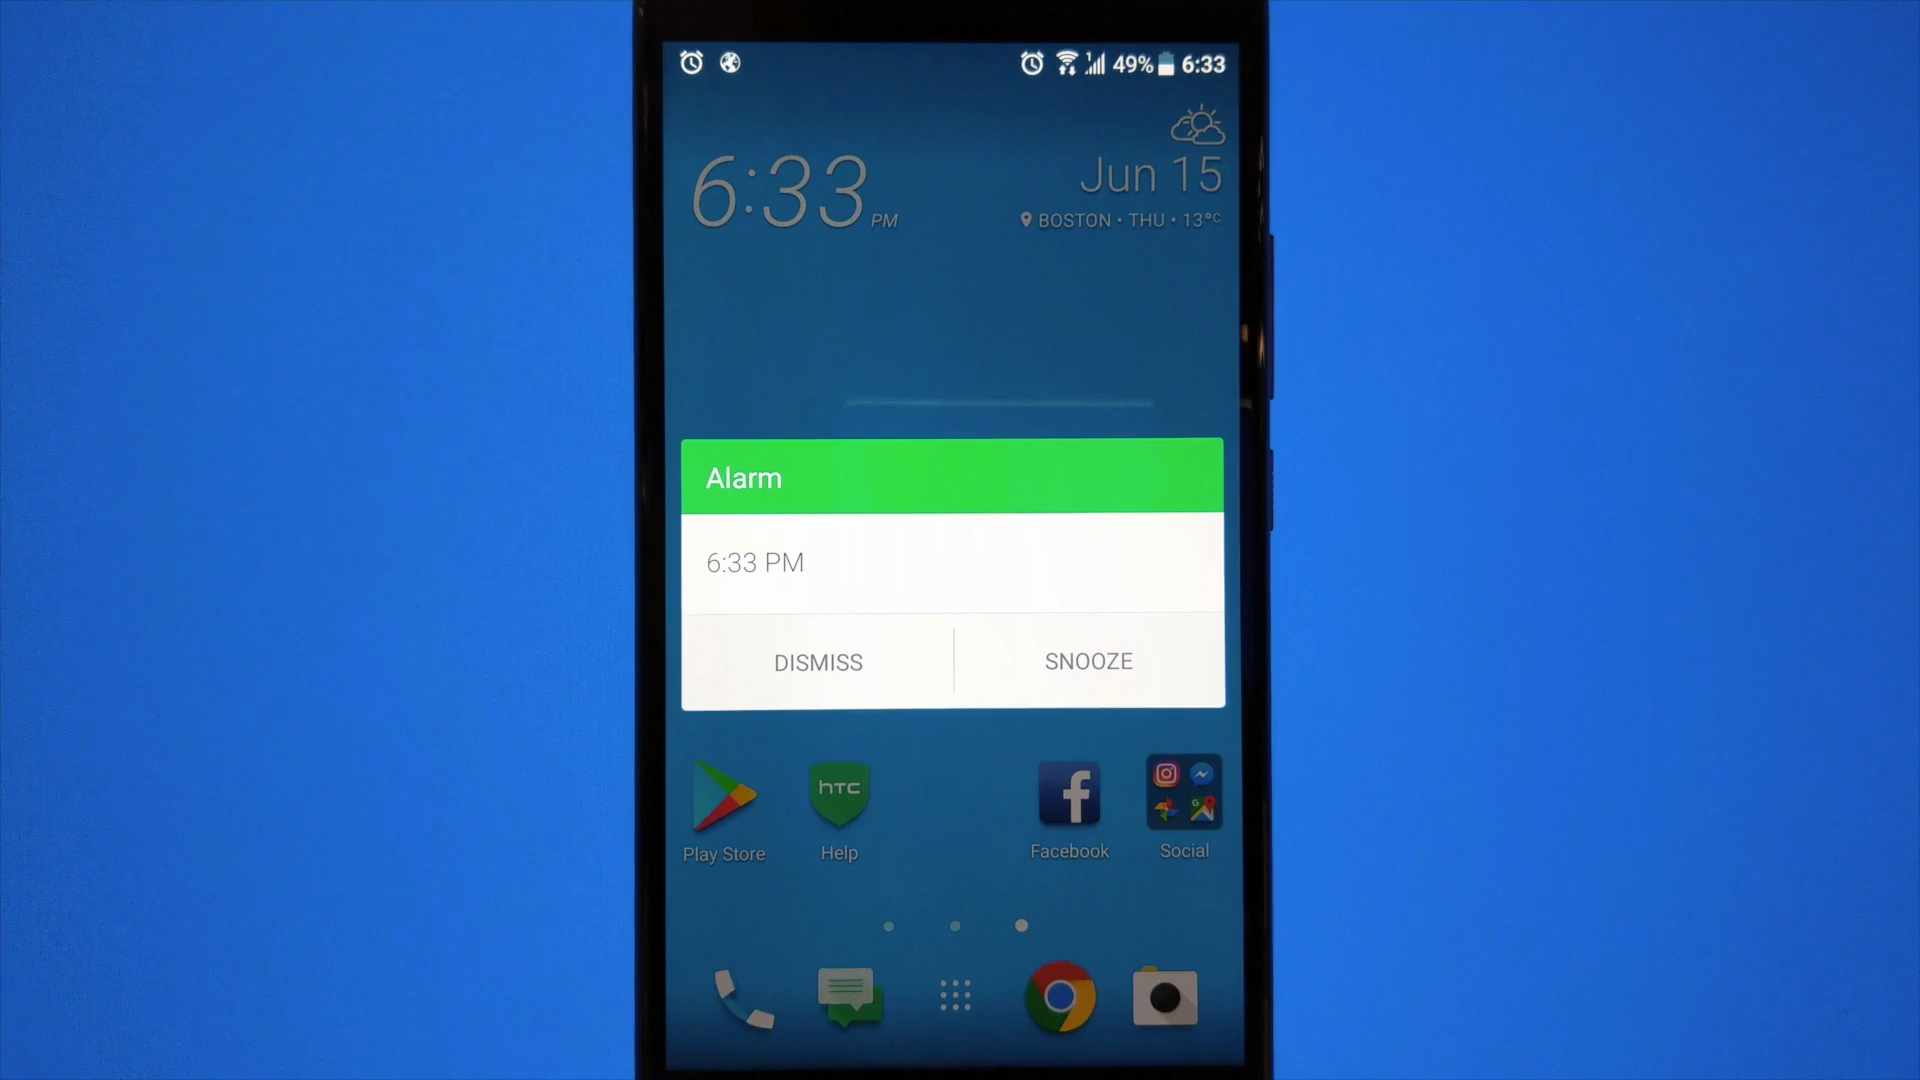 49% 6:33
6:33 PM
Jun 15
BOSTON • THU • 13°C
Alarm
6:33 PM
DISMISS
SNOOZE
hTC
Play Store
Help
Facebook
Social